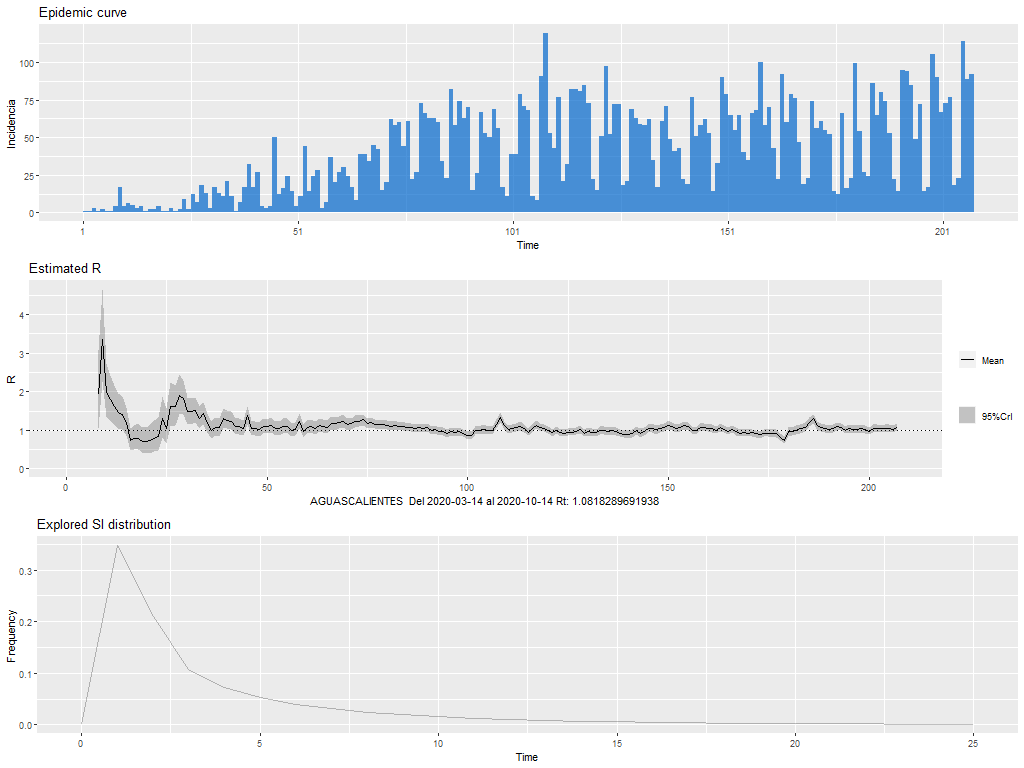 Epidemic curve
100
75
50
25
0
Incidencia
1 51 101 151 201
Time
Estimated R
4
3
2
1
0
R
Mean
95%CrI
0 50 100 150 200
AGUASCALIENTES Del 2020-03-14 al 2020-10-14 Rt: 1.0818289691938
Explored SI distribution
0.3
0.2
0.1
0.0
Frequency
0 5 10 15 20 25
Time